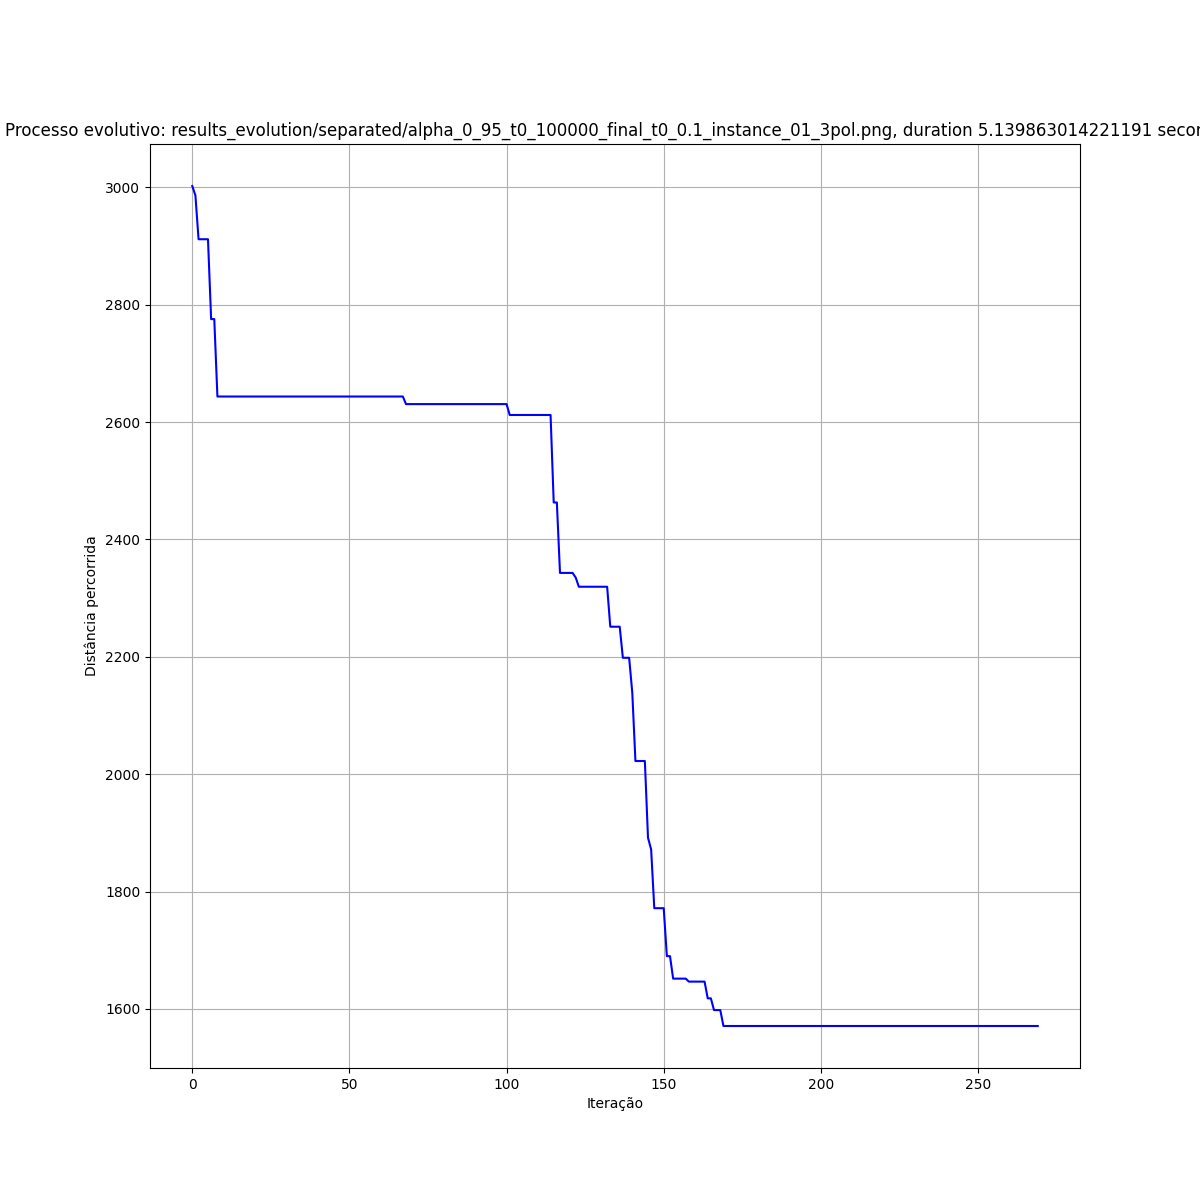 Processo evolutivo: results_evolution/separated/alpha_0_95_t0_100000_final_t0_0.1_instance_01_3pol.png, duration 5.139863014221191
3000
2800
2600
2400
2200
2000
1800
1600
Distância percorrida
0 50 100 150 200 250
Iteração